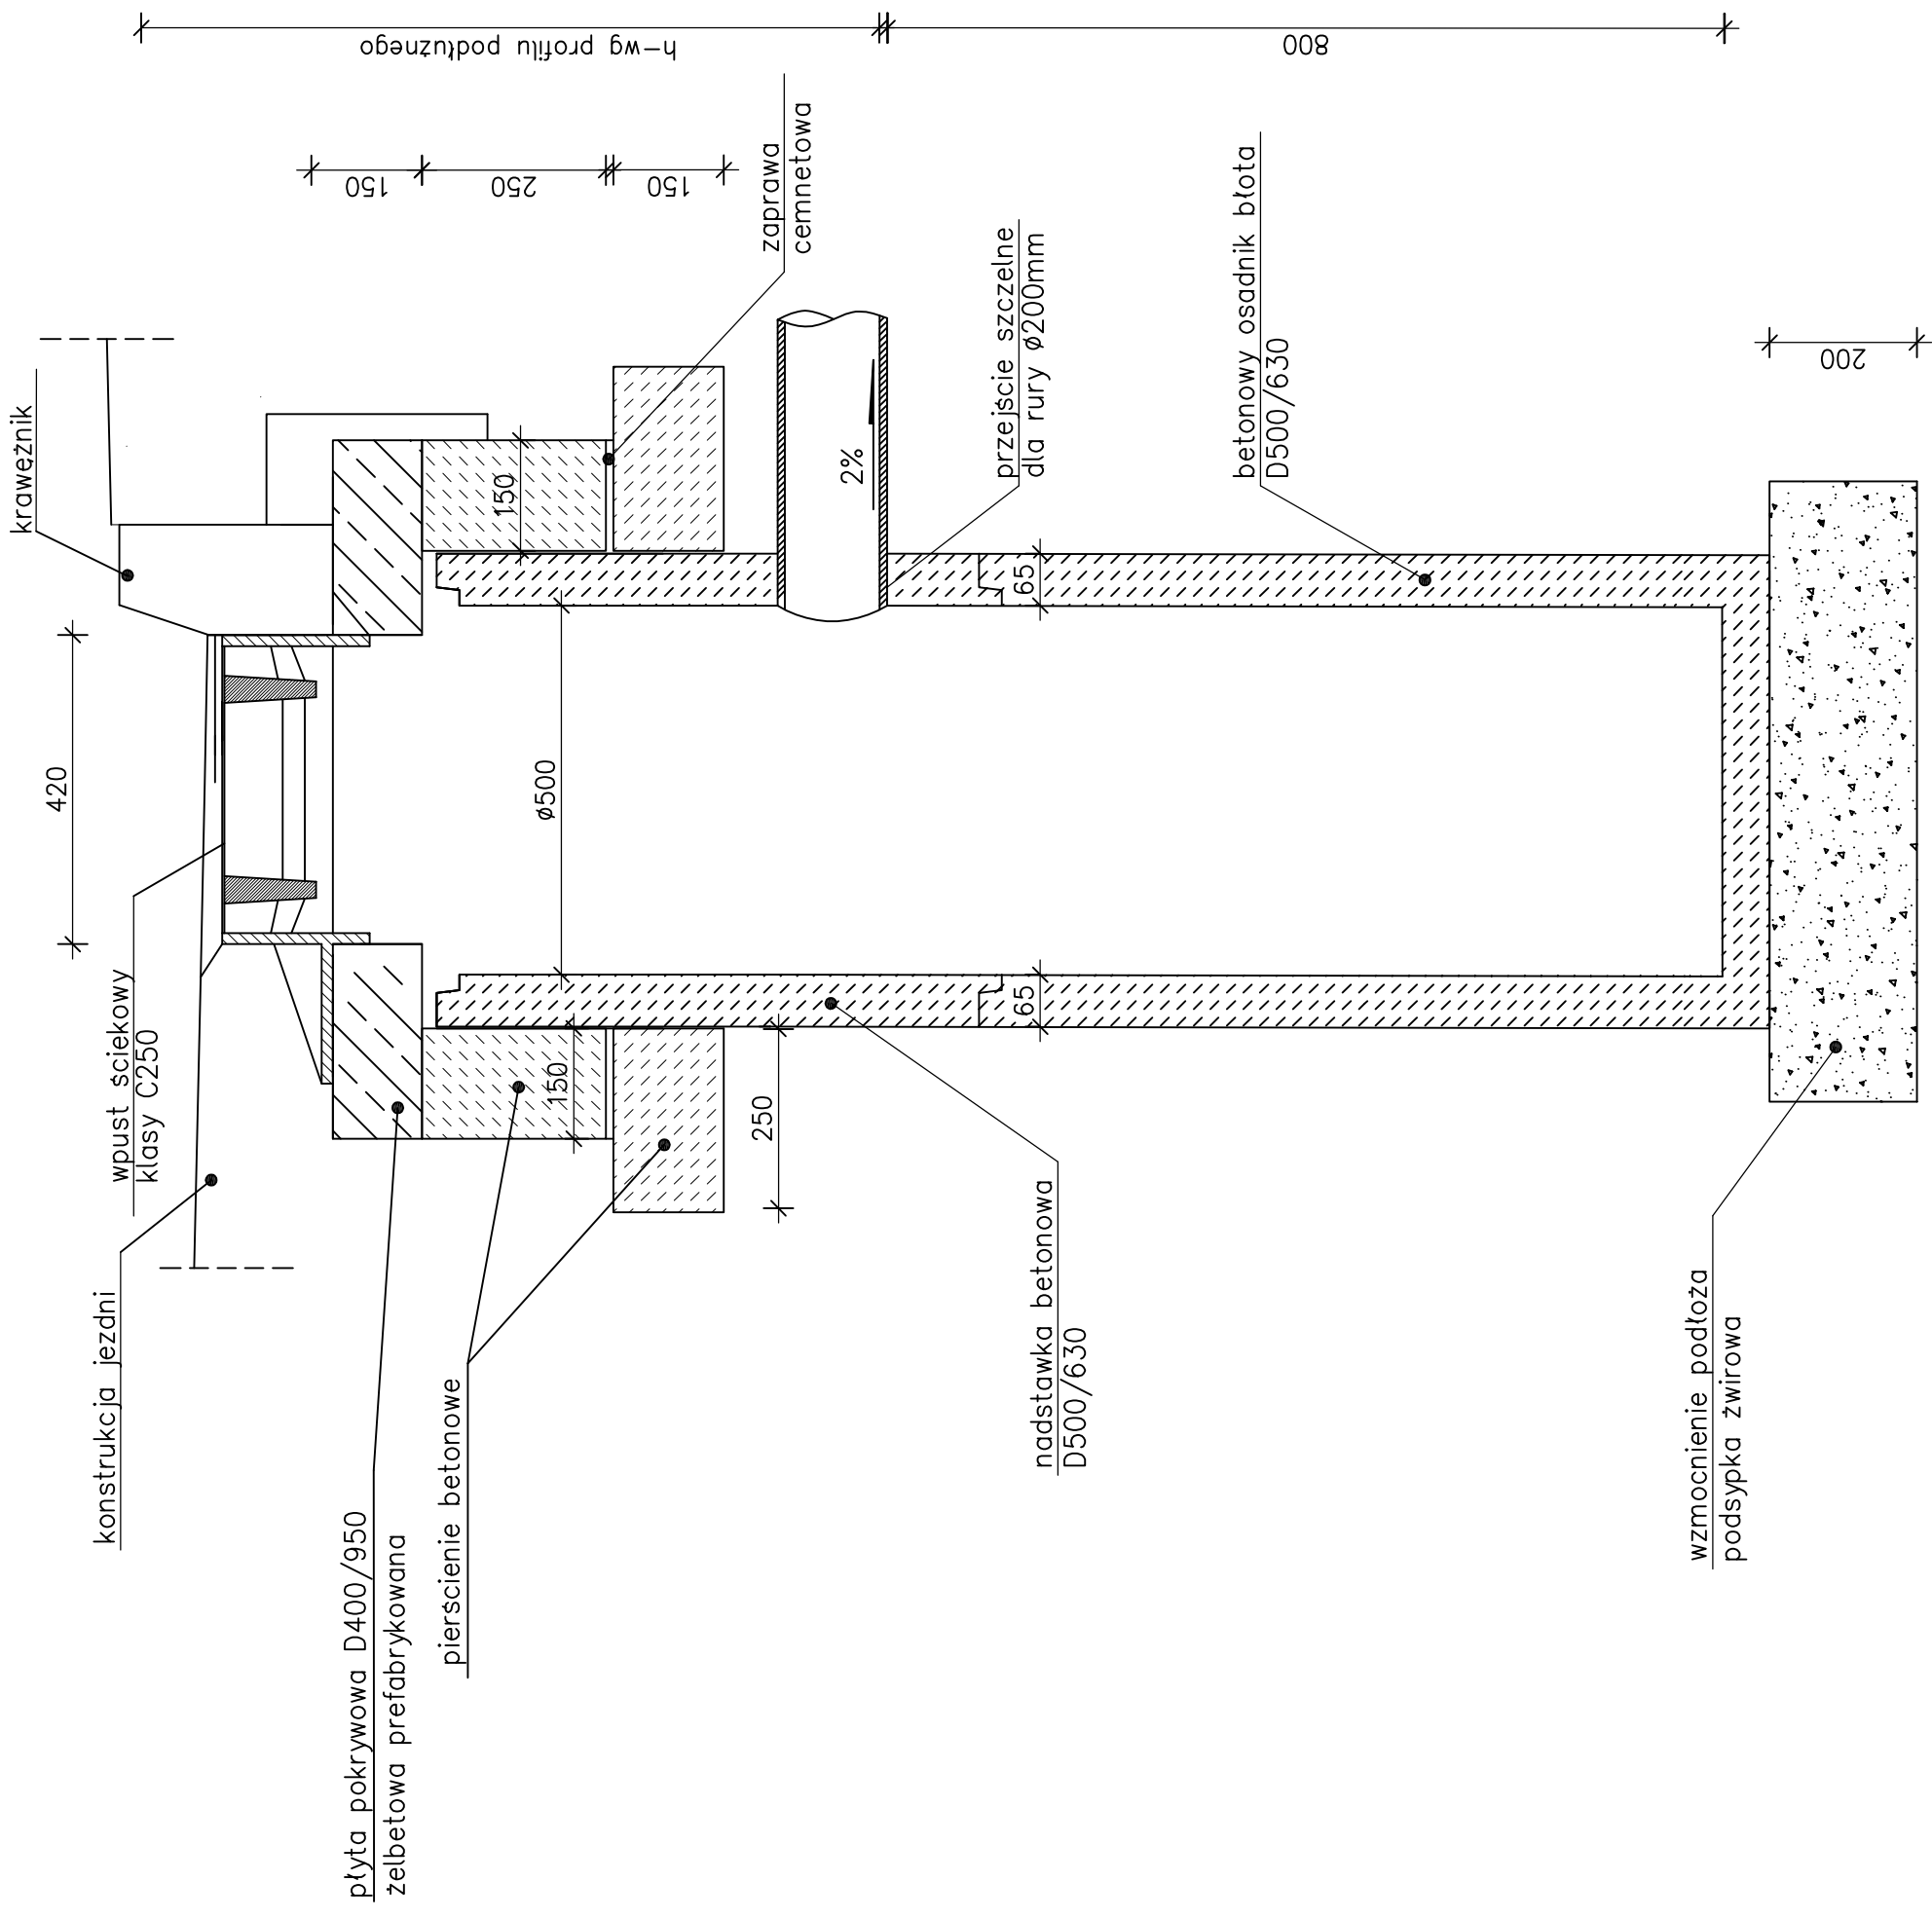 krawężnik
h-wg profilu podłużnego
800
150
250
150
zaprawa
cemnetowa
przejście szczelne
dla rury ø200mm
betonowy osadnik błota
D500/630
200
2%
150
65
420
ø500
wpust ściekowy
klasy C250
65
150
250
konstrukcja jezdni
płyta pokrywowa D400/950
żelbetowa prefabrykowana
pierścienie betonowe
nadstawka betonowa
D500/630
wzmocnienie podłoża
podsypka żwirowa